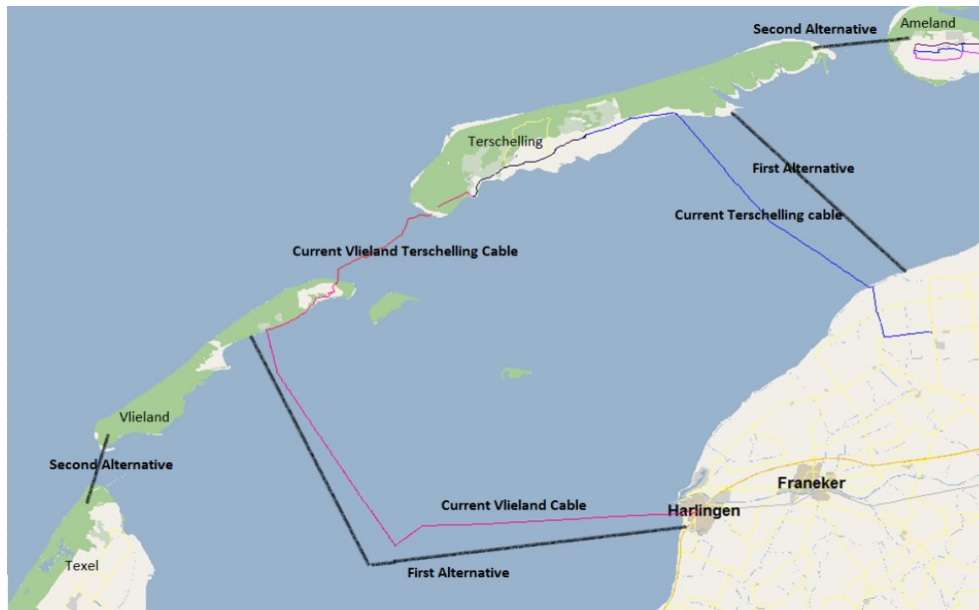 Ameland
Second Alternative
Terschelling
First Alternative
Current Terschelling cable
Current Vlieland Terschelling Cable
Vlieland
Second Alternative
Franeker
Current Vlieland Cable
Harlingen
Texel
First Alternative